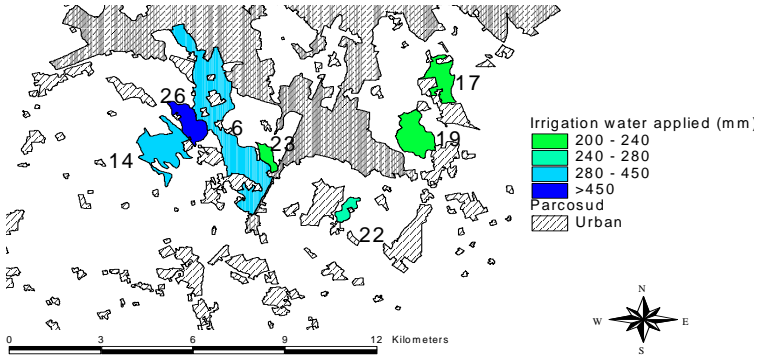 17
26
6
23
19
14
22
Irrigation water applied (mm)
200 - 240
240 - 280
280 - 450
>450
Parcosud
Urban
N
W E
S
0 3 6 9 12 Kilometers